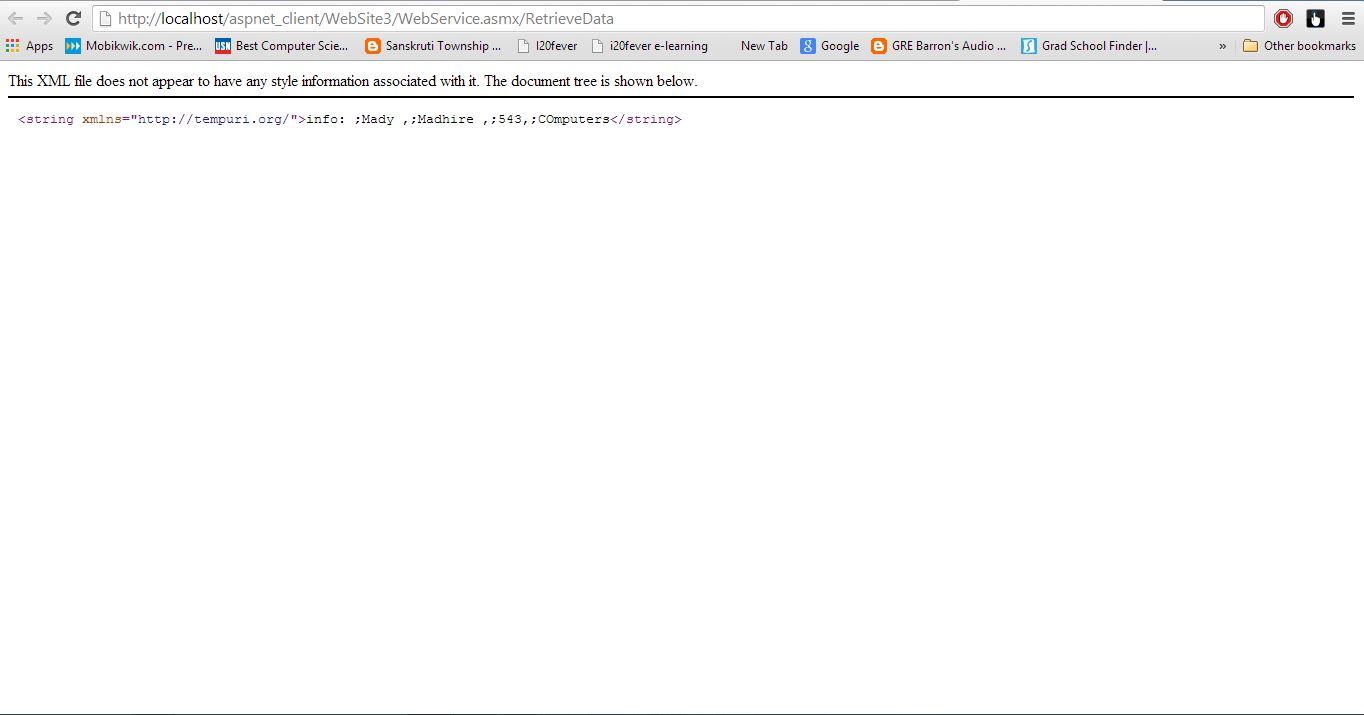 http://localhost/aspnet_client/WebSite3/WebService.asmx/RetrieveData
Apps Mobikwik.com - Pre... USN Best Computer Scie... Sanskruti Township ... I20fever i20fever e-learning New Tab Google GRE Barron's Audio ... Grad School Finder |... » Other bookmarks
This XML file does not appear to have any style information associated with it. The document tree is shown below.
<string xmlns="http://tempuri.org/">info: ;Mady ,;Madhire ,;543,;COmputers</string>